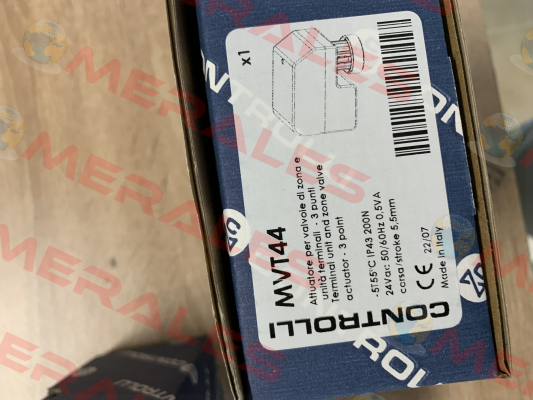 x1
MVT44
Attuatore per valvole di zona e
unità terminali - 3 punti
Terminal unit and zone valve
actuator - 3 point
-5T55°C IP43 200N
24Vac 50/60Hz 0,5VA
corsa/stroke 5,5mm
CE 22/07
Made in Italy
CONTROLLI
MERALES
MERALES
MERALES